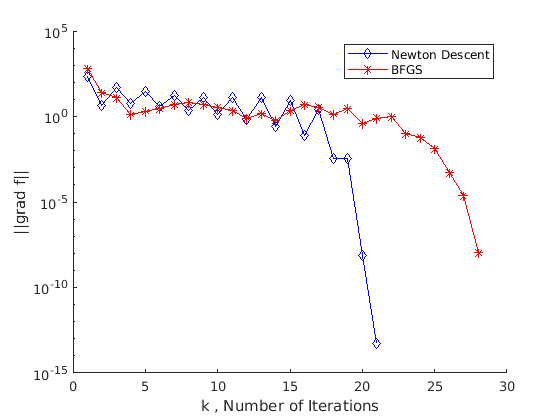 Newton Descent
BFGS
10^5
10^0
10^-5
10^-10
10^-15
||grad f||
0 5 10 15 20 25 30
k , Number of Iterations